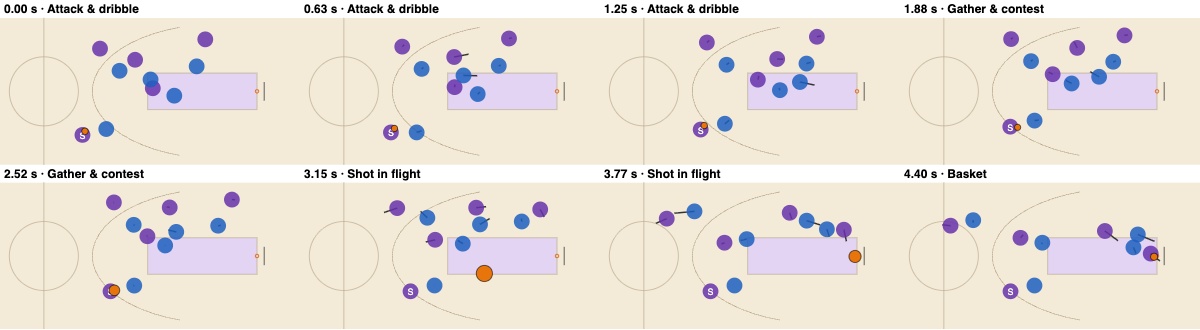 0.00 s · Attack & dribble
0.63 s · Attack & dribble
1.25 s · Attack & dribble
1.88 s · Gather & contest
S
S
S
S
2.52 s · Gather & contest
3.15 s · Shot in flight
3.77 s · Shot in flight
4.40 s · Basket
S
S
S
S